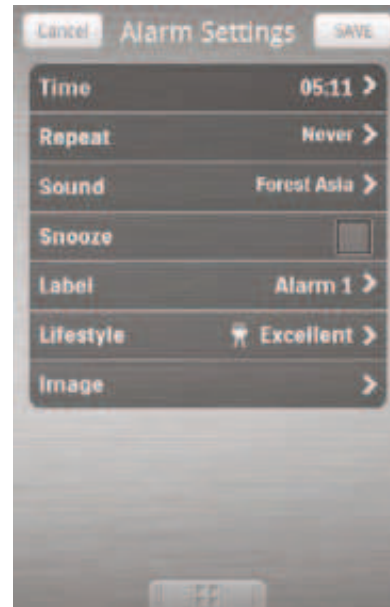 Cancel Alarm Settings SAVE
Time 05:11
Repeat Never
Sound Forest Asia
Snooze
Label Alarm 1
Lifestyle Excellent
Image